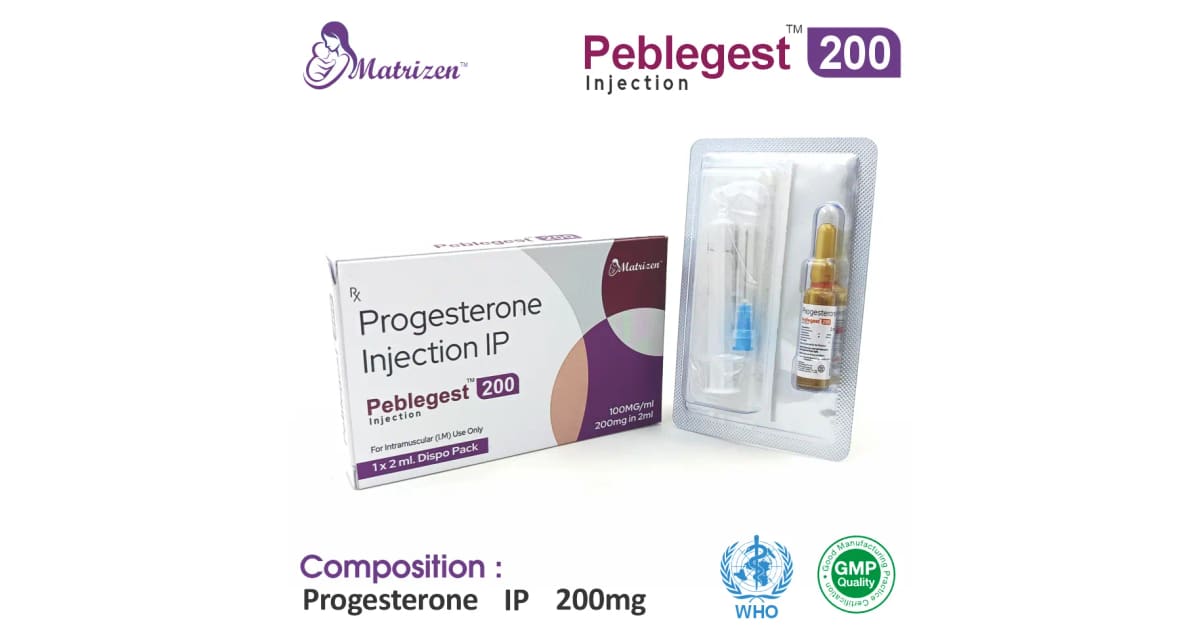 Matrizen™
Peblegest™ 200
Injection
Peblegest 200
Matrizen™
Rx
Progesterone
Injection IP
Peblegest™ 200
Injection
100MG/ml
200mg in 2ml
For Intramuscular (I.M) Use Only
1 x 2 ml. Dispo Pack
Progesterone
Peblegest 200
Composition :
Progesterone IP 200mg
WHO
Good Manufacturing
GMP
Quality
Practice Certification